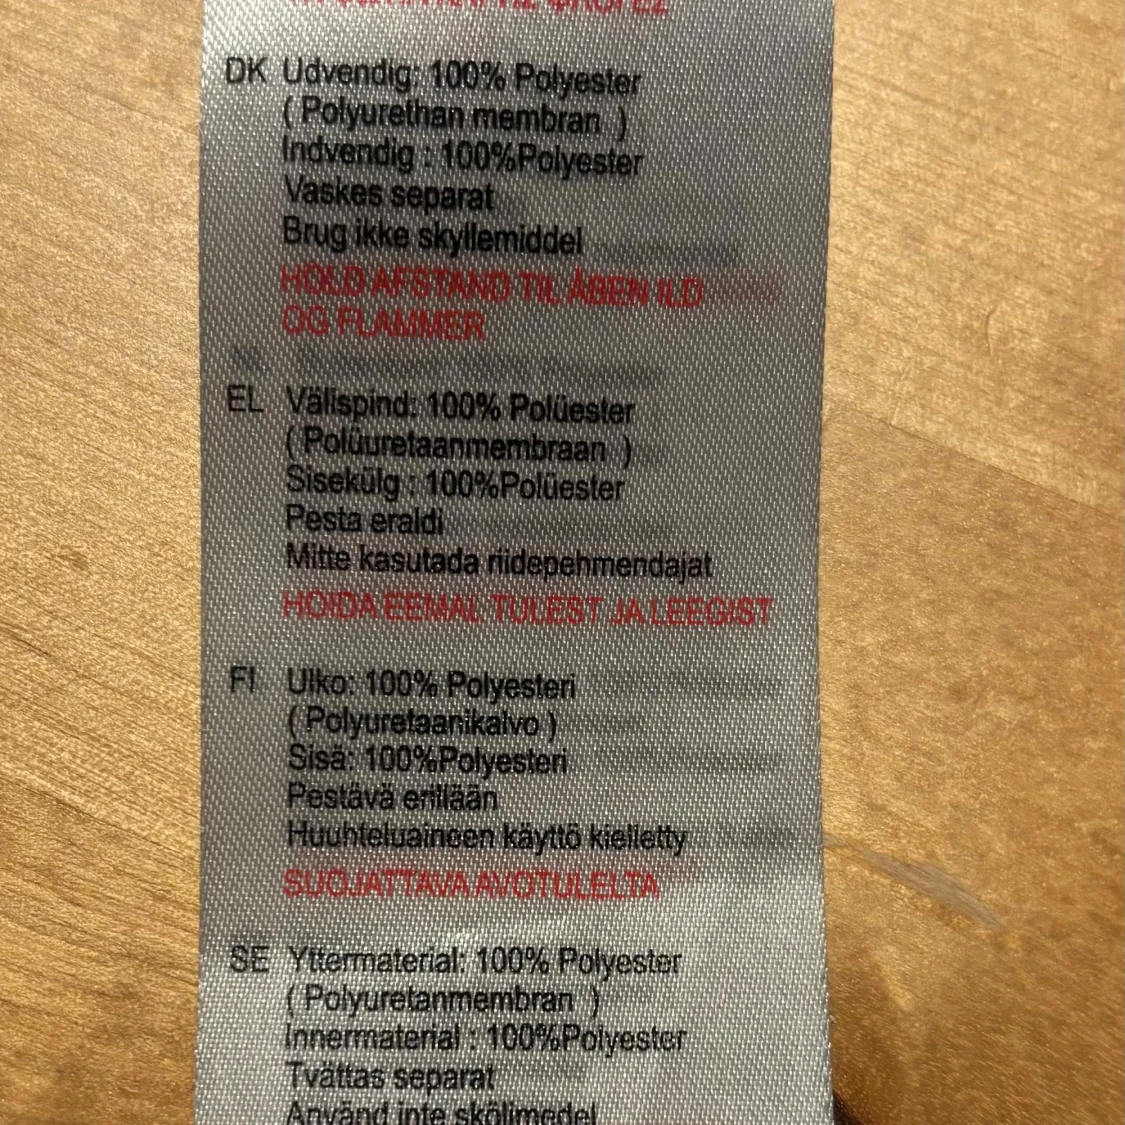 DK Udvendig: 100% Polyester
( Polyurethan membran )
Indvendig : 100%Polyester
Vaskes separat
Brug ikke skyllemiddel
HOLD AFSTAND TIL ÅBEN ILD
OG FLAMMER
EL Välispind: 100% Polüester
( Polüuretaanmembraan )
Sisekülg : 100%Polüester
Pesta eraldi
Mitte kasutada riidepehmendajat
HOIDA EEMAL TULEST JA LEEGIST
FI Ulko: 100% Polyesteri
( Polyuretaanikalvo )
Sisä: 100%Polyesteri
Pestävä erillään
Huuhteluaineen käyttö kielletty
SUOJATTAVA AVOTULELTA
SE Yttermaterial: 100% Polyester
( Polyuretanmembran )
Innermaterial : 100%Polyester
Tvättas separat
Använd inte sköljmedel